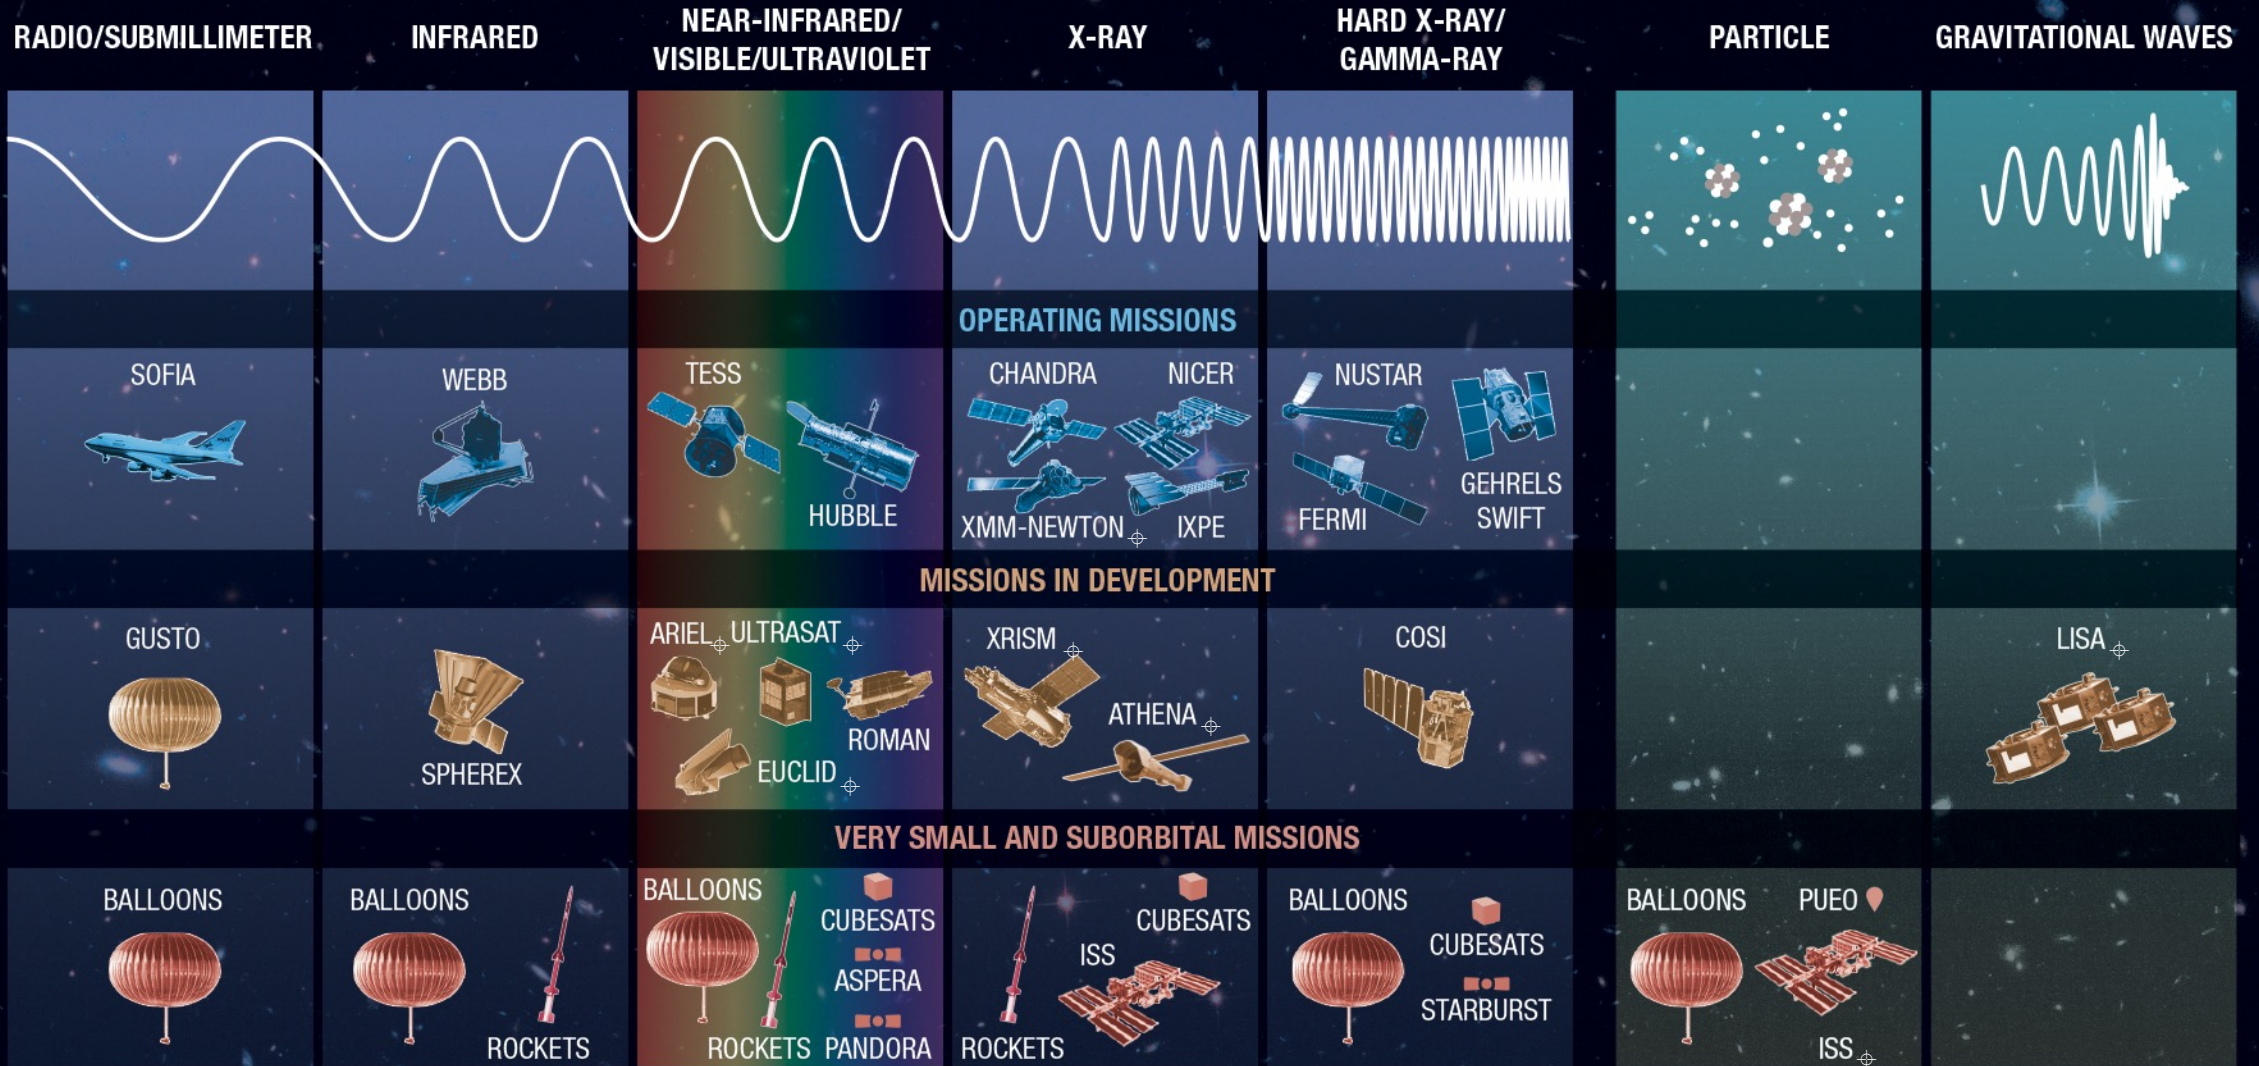 RADIO/SUBMILLIMETER
INFRARED
NEAR-INFRARED/
VISIBLE/ULTRAVIOLET
X-RAY
HARD X-RAY/
GAMMA-RAY
PARTICLE
GRAVITATIONAL WAVES
OPERATING MISSIONS
SOFIA
WEBB
TESS
HUBBLE
CHANDRA
NICER
XMM-NEWTON
IXPE
NUSTAR
FERMI
GEHRELS
SWIFT
MISSIONS IN DEVELOPMENT
GUSTO
SPHEREX
ARIEL
ULTRASAT
ROMAN
EUCLID
XRISM
ATHENA
COSI
LISA
VERY SMALL AND SUBORBITAL MISSIONS
BALLOONS
BALLOONS
ROCKETS
BALLOONS
CUBESATS
ASPERA
ROCKETS
PANDORA
CUBESATS
ISS
ROCKETS
BALLOONS
CUBESATS
STARBURST
BALLOONS
PUEO
ISS